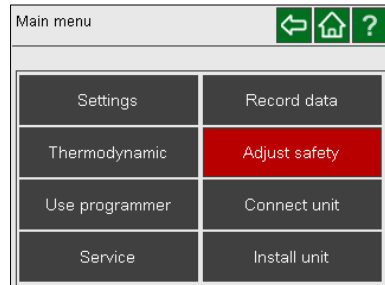 Main menu ?
Settings Record data
Thermodynamic Adjust safety
Use programmer Connect unit
Service Install unit